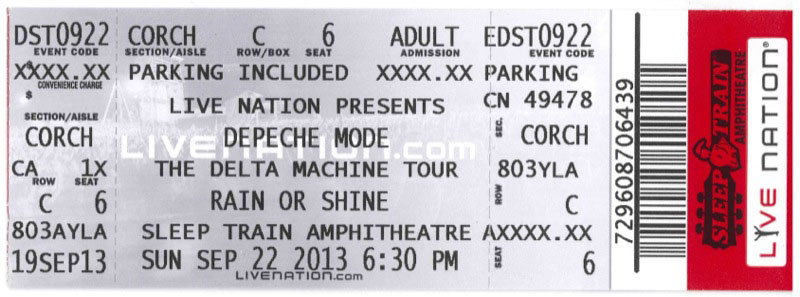 DST0922 CORCH C 6 ADULT EDST0922
EVENT CODE SECTION/AISLE ROW/BOX SEAT ADMISSION EVENT CODE
XXXX.XX PARKING INCLUDED XXXX.XX PARKING
$ CONVENIENCE CHARGE $
LIVE NATION PRESENTS CN 49478
SECTION/AISLE SEC.
CORCH DEPECHE MODE CORCH
LIVENATION.com
CA 1X THE DELTA MACHINE TOUR 803YLA
ROW SEAT ROW
C 6 RAIN OR SHINE C
803AYLA SLEEP TRAIN AMPHITHEATRE AXXXX.XX
19SEP13 SUN SEP 22 2013 6:30 PM SEAT 6
LIVENATION.com
729608706439
SLEEP TRAIN
AMPHITHEATRE
LIVE NATION®